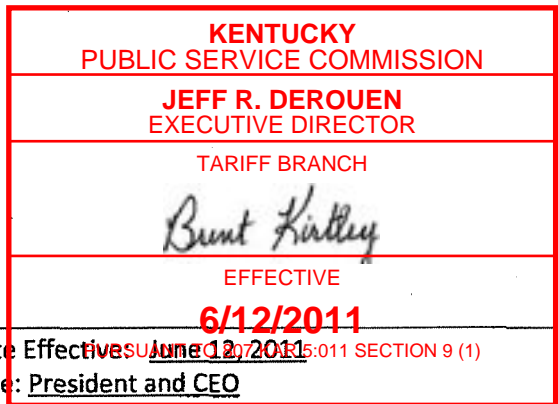 KENTUCKY
PUBLIC SERVICE COMMISSION
JEFF R. DEROUEN
EXECUTIVE DIRECTOR
TARIFF BRANCH
Bunt Kirtley
EFFECTIVE
6/12/2011
e Effective: June 12, 2011
PURSUANT TO 807 KAR 5:011 SECTION 9 (1)
e: President and CEO